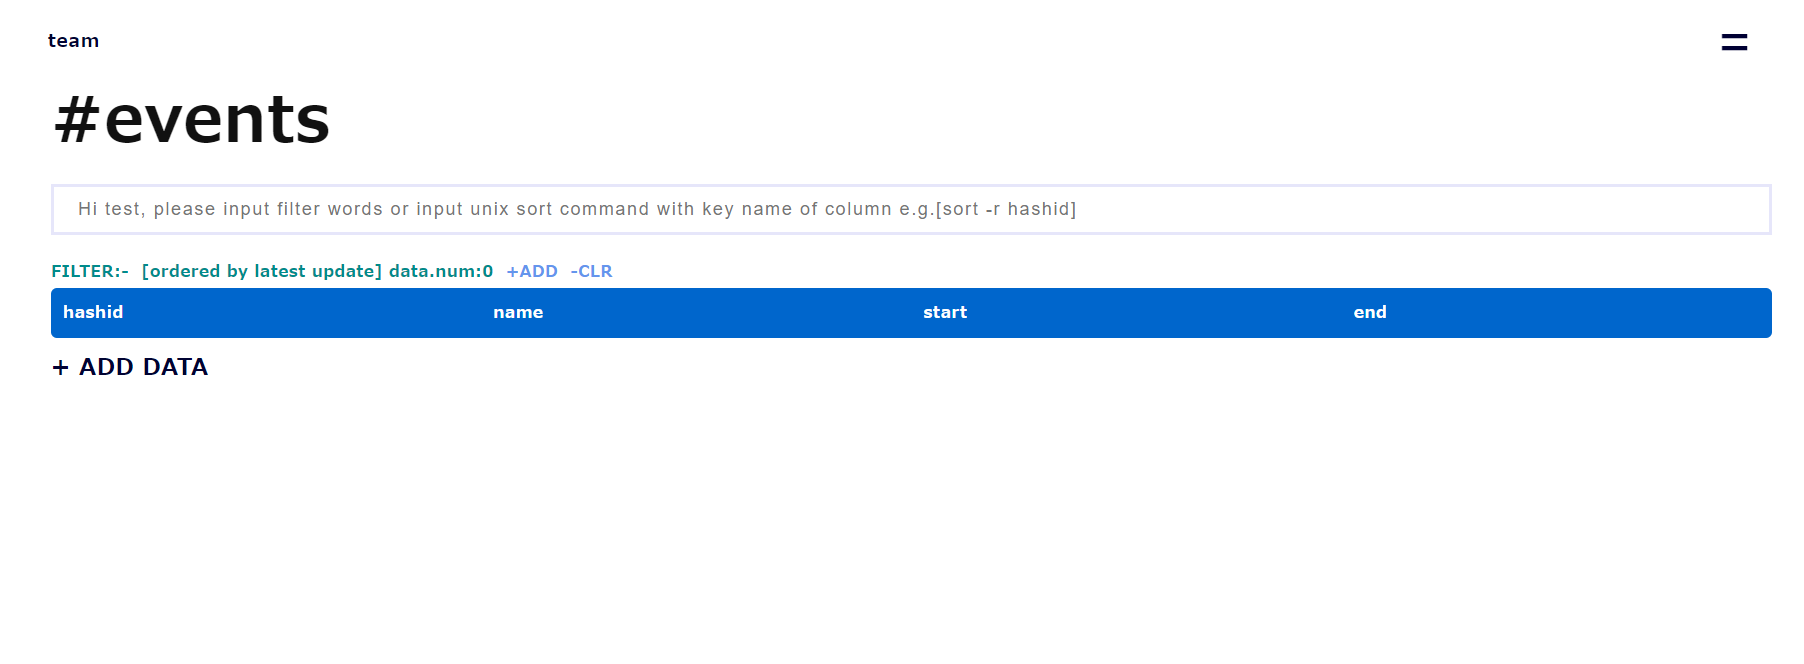 team
#events
Hi test, please input filter words or input unix sort command with key name of column e.g.[sort -r hashid]
FILTER:- [ordered by latest update] data.num:0 +ADD -CLR
hashid name start end
+ ADD DATA